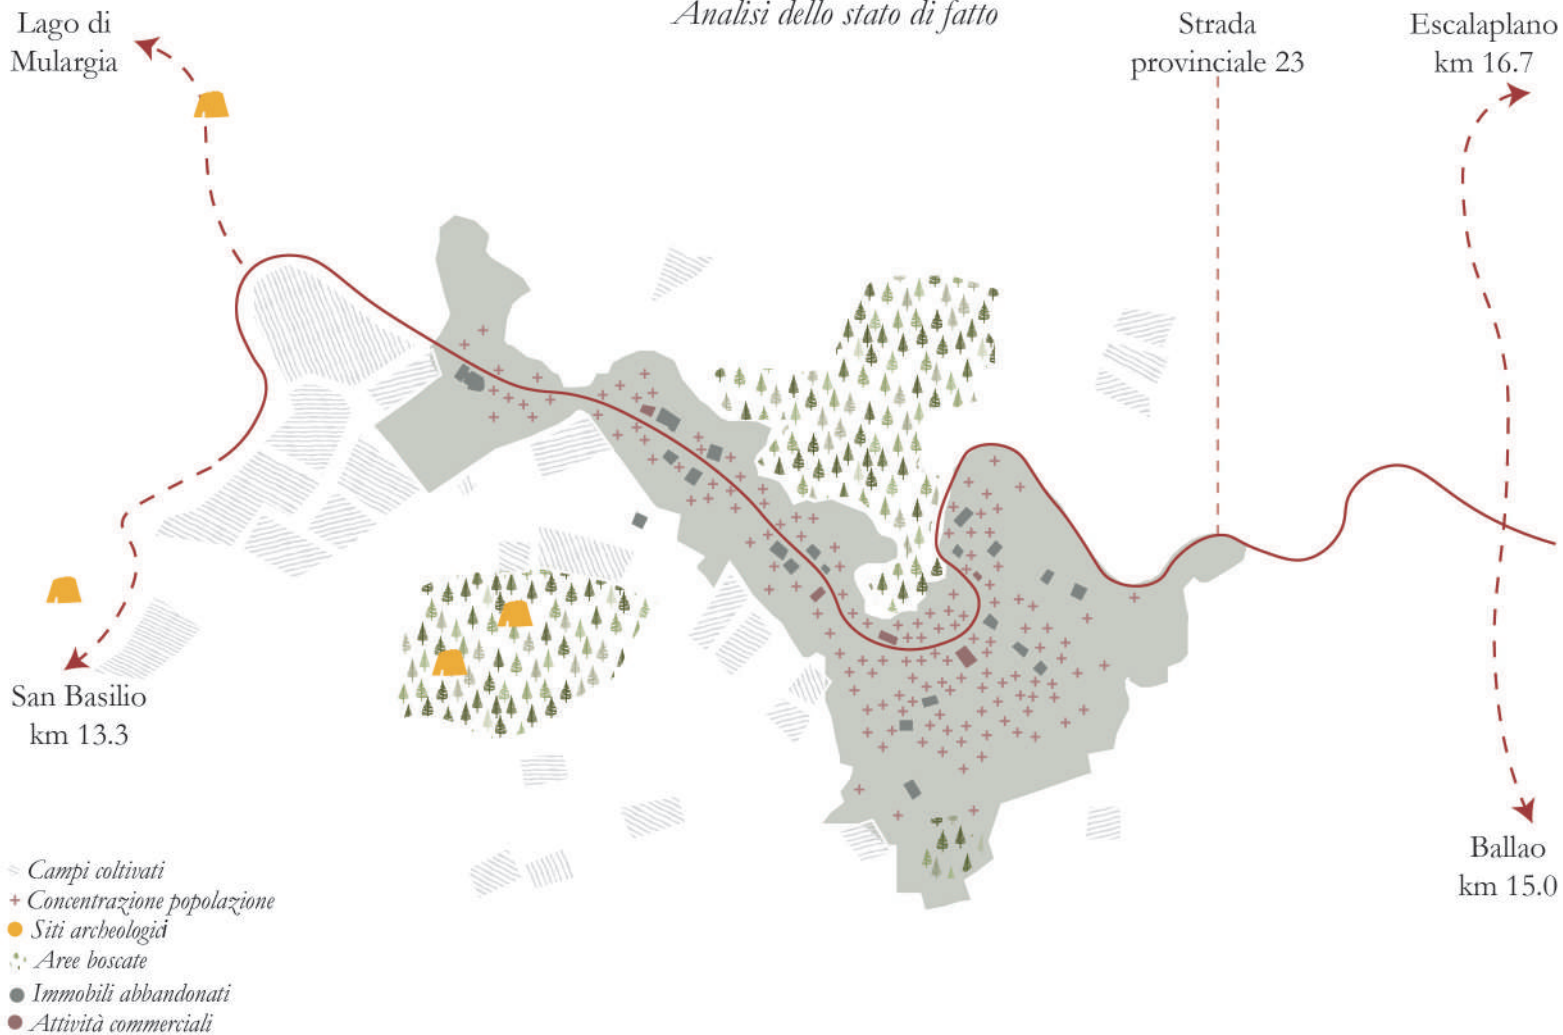 Analisi dello stato di fatto
Lago di
Mulargia
Strada
provinciale 23
Escalaplano
km 16.7
San Basilio
km 13.3
Ballao
km 15.0
Campi coltivati
Concentrazione popolazione
Siti archeologici
Aree boscate
Immobili abbandonati
Attività commerciali